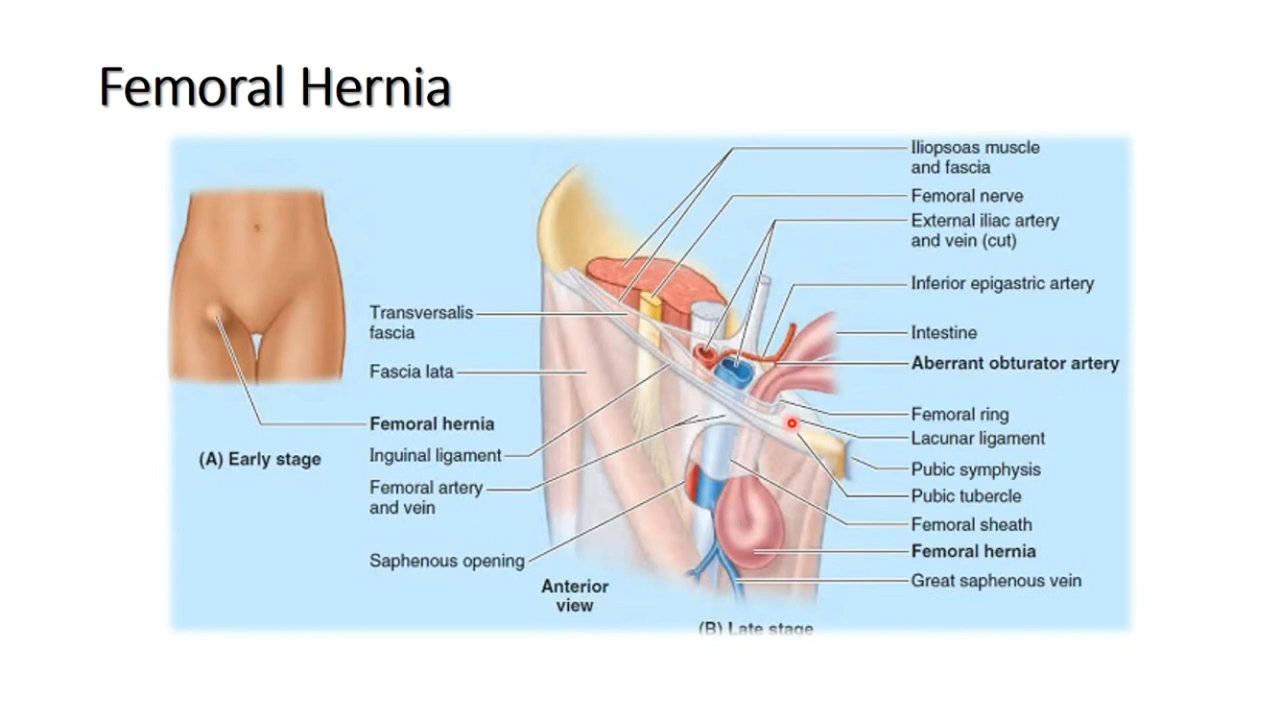 Femoral Hernia
Iliopsoas muscle
and fascia
Femoral nerve
External iliac artery
and vein (cut)
Inferior epigastric artery
Intestine
Aberrant obturator artery
Femoral ring
Lacunar ligament
Pubic symphysis
Pubic tubercle
Femoral sheath
Femoral hernia
Great saphenous vein
Transversalis
fascia
Fascia lata
Femoral hernia
Inguinal ligament
Femoral artery
and vein
Saphenous opening
(A) Early stage
Anterior
view
(B) Late stage